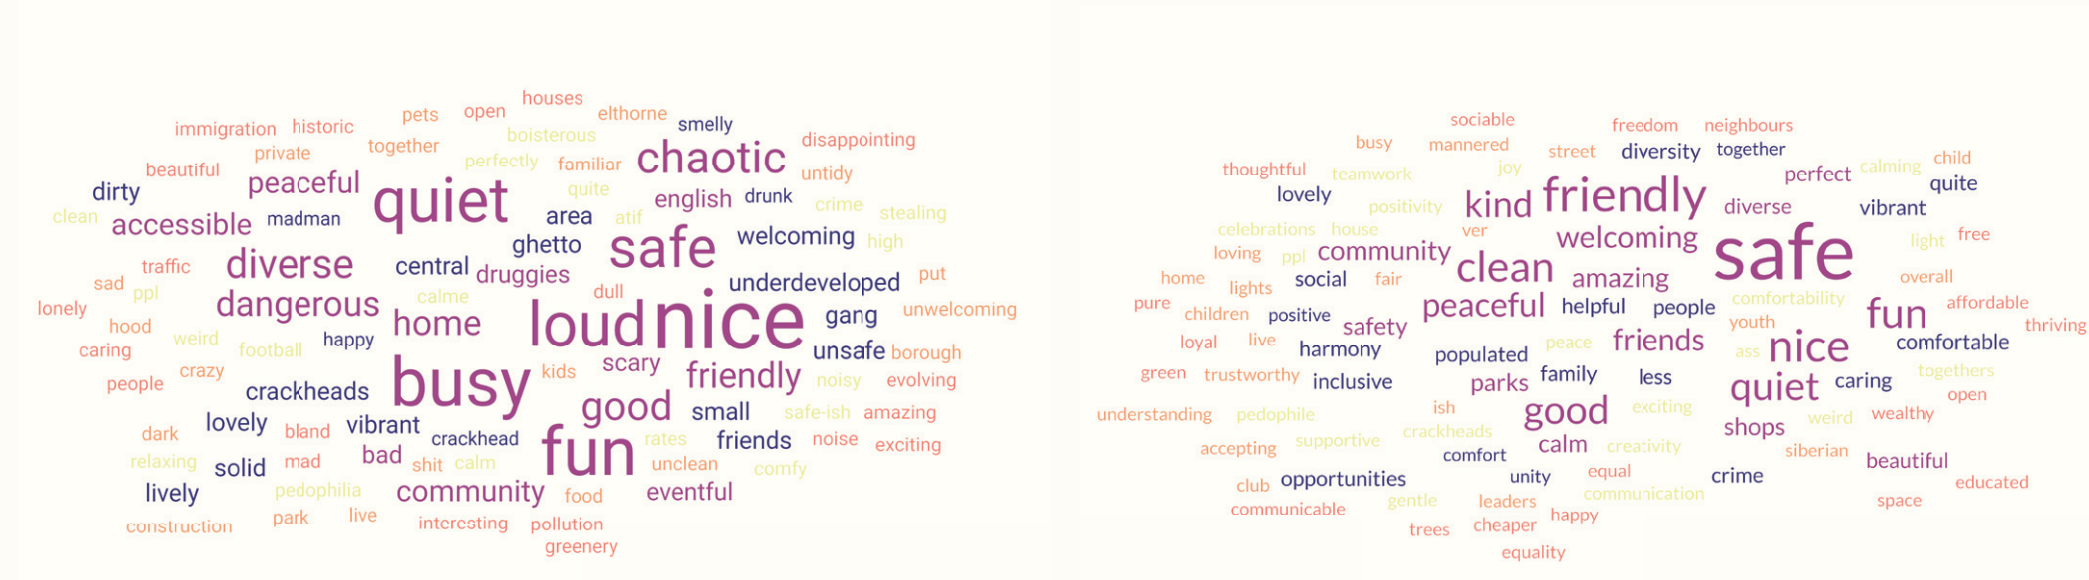 houses
pets open elthorne
immigration historic boisterous smelly
private together disappointing
beautiful perfectly familiar chaotic untidy
dirty peaceful quiet quite english drunk
clean accessible madman area atif crime stealing
ghetto safe welcoming high
sad traffic diverse central druggies underdeveloped put
lonely ppl dangerous calme dull unwelcoming
hood home loud nice gang
caring weird football happy scary unsafe borough
people crazy crackheads busy kids friendly noisy evolving
lovely vibrant good small safe-ish amazing
dark bland crackhead fun rates friends noise exciting
relaxing solid mad bad shit calm unclean comfy
lively pedophilia community food eventful
construction park live interesting pollution
greenery
sociable freedom neighbours
busy mannered street diversity together
thoughtful teamwork joy perfect calming child
lovely positivity kind friendly diverse vibrant quite
celebrations house ver welcoming light free
loving ppl community clean amazing safe
home lights social fair overall
pure children positive peaceful helpful people comfortability fun affordable
loyal live safety youth thriving
harmony populated peace friends ass nice comfortable
green trustworthy inclusive parks family less quiet caring togethers
understanding pedophile ish good exciting weird wealthy open
accepting supportive crackheads calm creativity shops siberian
club opportunities comfort unity equal crime beautiful educated
communicable gentle leaders communication space
trees cheaper happy
equality